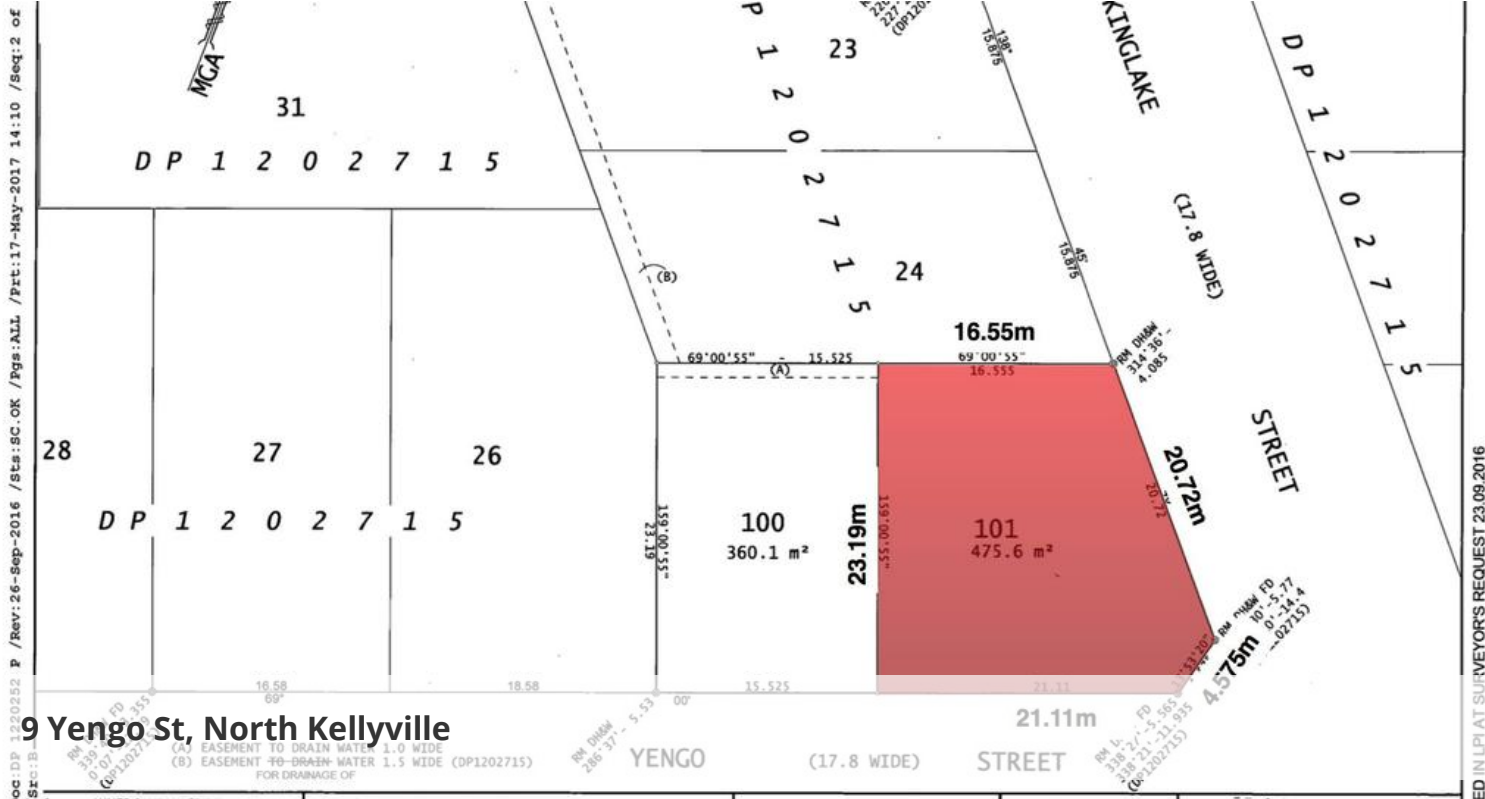 MGA
31
D P 1 2 0 2 7 1 5
23
D P 1 2 0 2 7 1 5
138°
15.875
KINGLAKE
(17.8 WIDE)
STREET
D P 1 2 0 2 7 1 5
24
45'
15.875
(B)
16.55m
69°00'55" - 15.525
69°00'55"
(A)
16.555
RM DH&W
314°36'-
4.085
28
27
26
D P 1 2 0 2 7 1 5
159°00'55"
23.19
100
360.1 m²
23.19m
159°00'55"
101
475.6 m²
20.72
20.72m
RM DH&W FD
4.575m
16.58
69°
18.58
15.525
00'
21.11
21.11m
9 Yengo St, North Kellyville
(A) EASEMENT TO DRAIN WATER 1.0 WIDE
(B) EASEMENT TO DRAIN WATER 1.5 WIDE (DP1202715)
FOR DRAINAGE OF
RM DH&W
286°37'- 5.53
YENGO
(17.8 WIDE)
STREET
/Rev:26-Sep-2016 /Sts:SC.OK /Pgs:ALL /Prt:17-May-2017 14:10 /Seq:2 of
ED IN LPI AT SURVEYOR'S REQUEST 23.09.2016